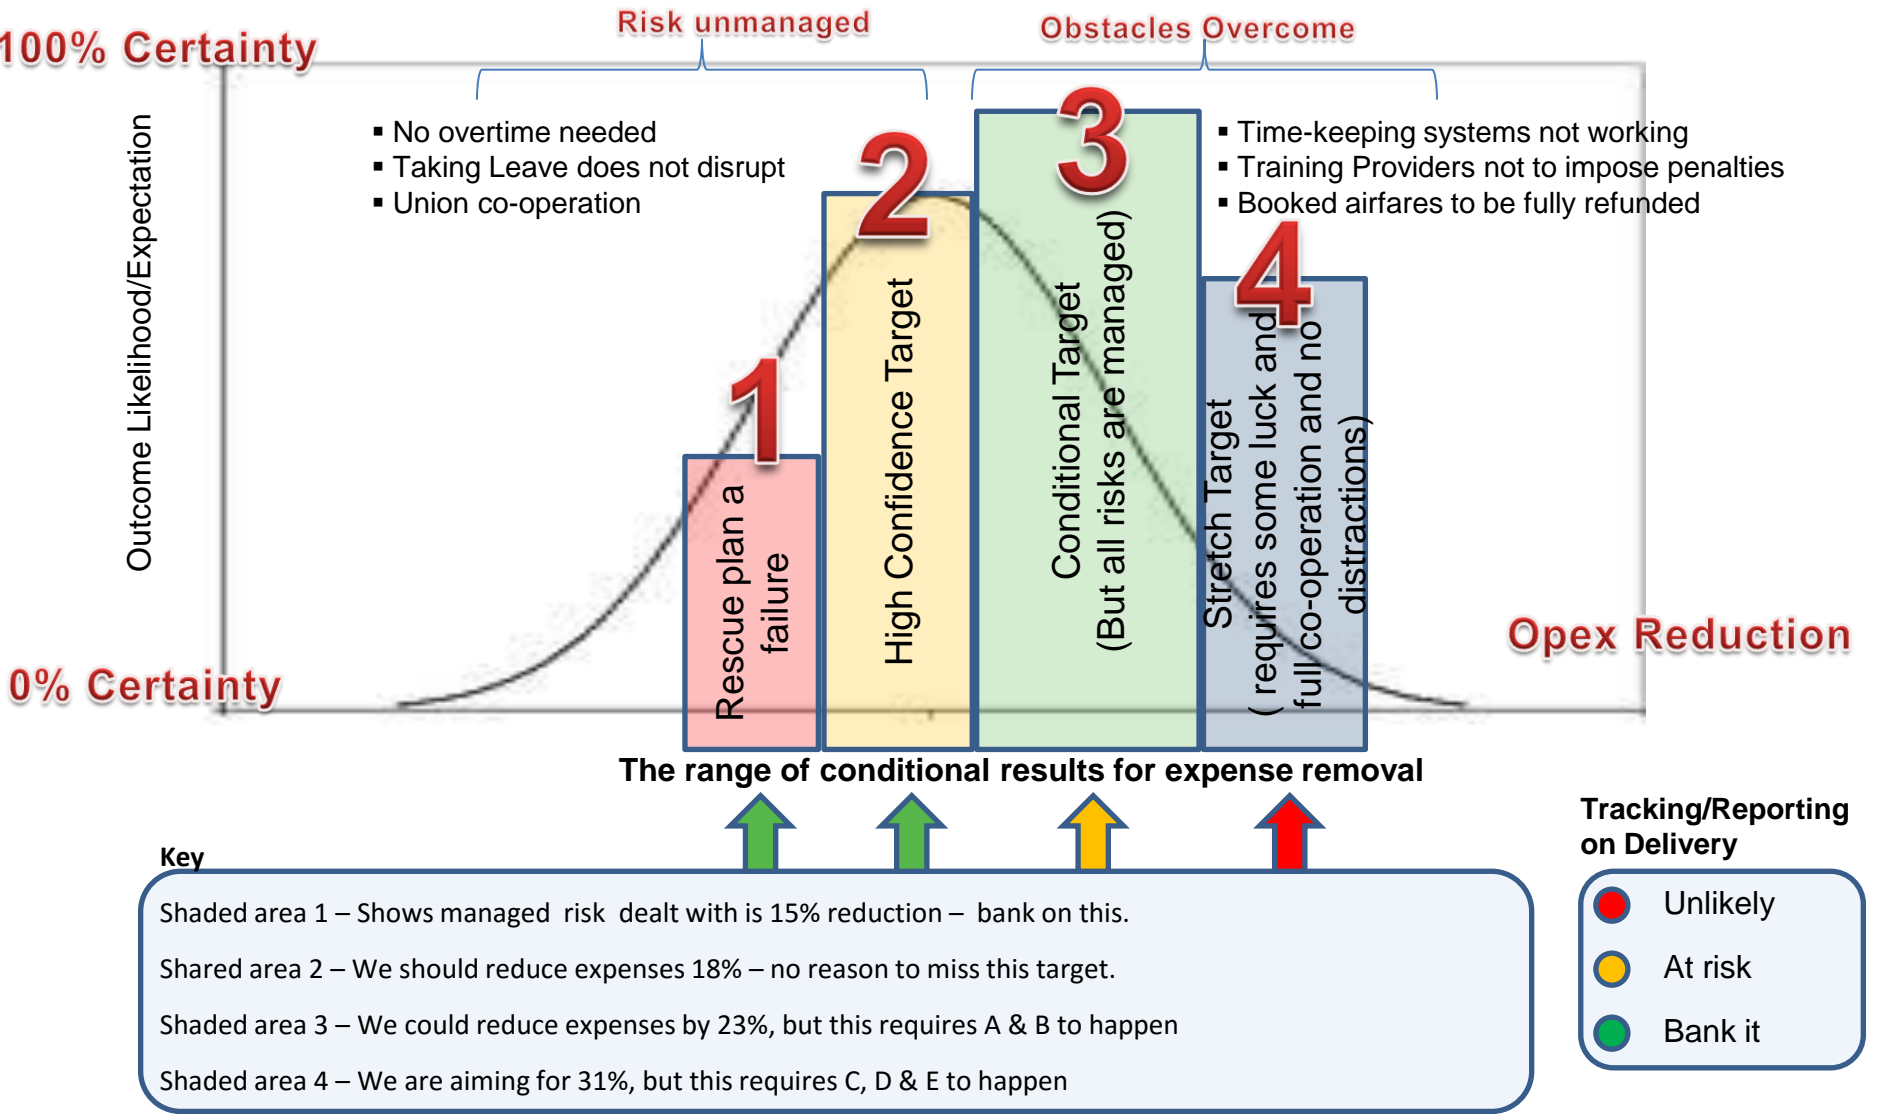 Risk unmanaged
Obstacles Overcome
100% Certainty
▪ No overtime needed
▪ Taking Leave does not disrupt
▪ Union co-operation
▪ Time-keeping systems not working
▪ Training Providers not to impose penalties
▪ Booked airfares to be fully refunded
Outcome Likelihood/Expectation
1
2
3
4
Rescue plan a
failure
High Confidence Target
Conditional Target
(But all risks are managed)
Stretch Target
( requires some luck and
full co-operation and no
distractions)
Opex Reduction
0% Certainty
The range of conditional results for expense removal
Key
Shaded area 1 – Shows managed  risk  dealt with is 15% reduction –  bank on this.
Shared area 2 – We should reduce expenses 18% – no reason to miss this target.
Shaded area 3 – We could reduce expenses by 23%, but this requires A & B to happen
Shaded area 4 – We are aiming for 31%, but this requires C, D & E to happen
Tracking/Reporting
on Delivery
Unlikely
At risk
Bank it